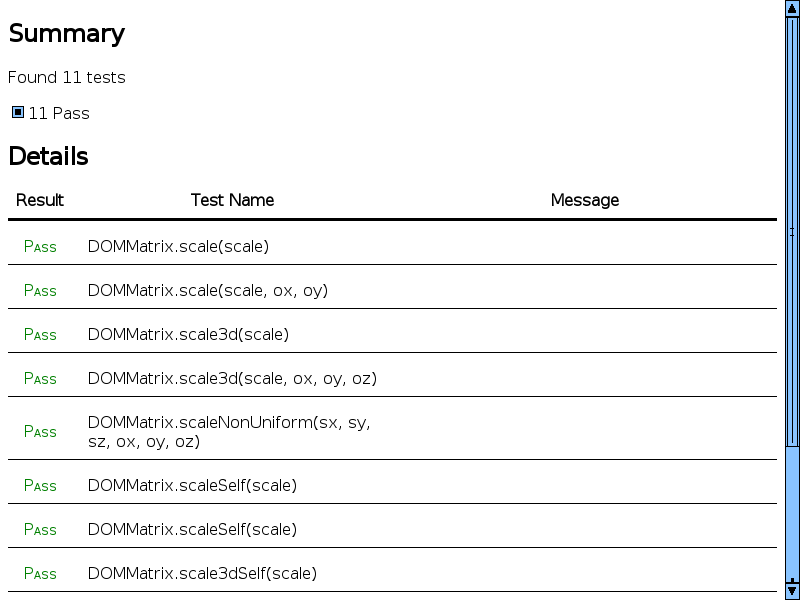 Summary
Found 11 tests
11 Pass
Details
Result Test Name Message
Pass DOMMatrix.scale(scale)
Pass DOMMatrix.scale(scale, ox, oy)
Pass DOMMatrix.scale3d(scale)
Pass DOMMatrix.scale3d(scale, ox, oy, oz)
Pass DOMMatrix.scaleNonUniform(sx, sy,
sz, ox, oy, oz)
Pass DOMMatrix.scaleSelf(scale)
Pass DOMMatrix.scaleSelf(scale)
Pass DOMMatrix.scale3dSelf(scale)